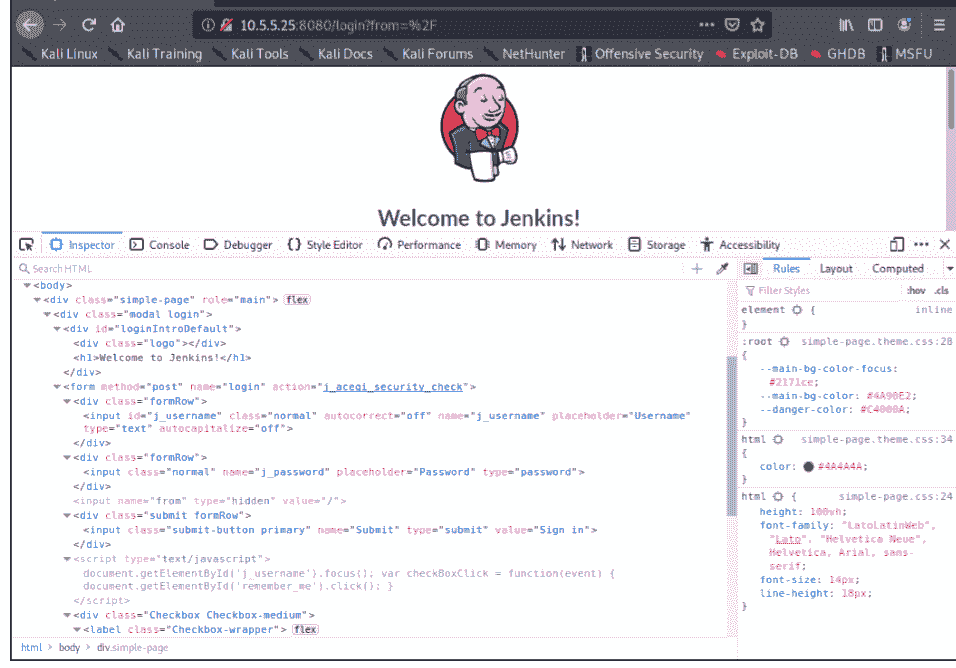 10.5.5.25:8080/login?from=%2F
Kali Linux Kali Training Kali Tools Kali Docs Kali Forums NetHunter Offensive Security Exploit-DB GHDB MSFU
Welcome to Jenkins!
Inspector Console Debugger Style Editor Performance Memory Network Storage Accessibility
Search HTML
<body>
<div class="simple-page" role="main"> flex
<div class="modal login">
<div id="loginIntroDefault">
<div class="logo"></div>
<h1>Welcome to Jenkins!</h1>
</div>
<form method="post" name="login" action="j_acegi_security_check">
<div class="formRow">
<input id="j_username" class="normal" autocorrect="off" name="j_username" placeholder="Username"
type="text" autocapitalize="off">
</div>
<div class="formRow">
<input class="normal" name="j_password" placeholder="Password" type="password">
</div>
<input name="from" type="hidden" value="/">
<div class="submit formRow">
<input class="submit-button primary" name="Submit" type="submit" value="Sign in">
</div>
<script type="text/javascript">
document.getElementById('j_username').focus(); var checkBoxClick = function(event) {
document.getElementById('remember_me').click(); }
</script>
<div class="Checkbox Checkbox-medium">
<label class="Checkbox-wrapper"> flex
html > body > div.simple-page
Rules Layout Computed
Filter Styles :hov .cls
element { inline
}
:root simple-page.theme.css:28
{
--main-bg-color-focus:
#2171ce;
--main-bg-color: #4A90E2;
--danger-color: #C4000A;
}
html simple-page.theme.css:34
{
color: #4A4A4A;
}
html { simple-page.css:24
height: 100vh;
font-family: "LatoLatinWeb",
"Lato", "Helvetica Neue",
Helvetica, Arial, sans-
serif;
font-size: 14px;
line-height: 18px;
}